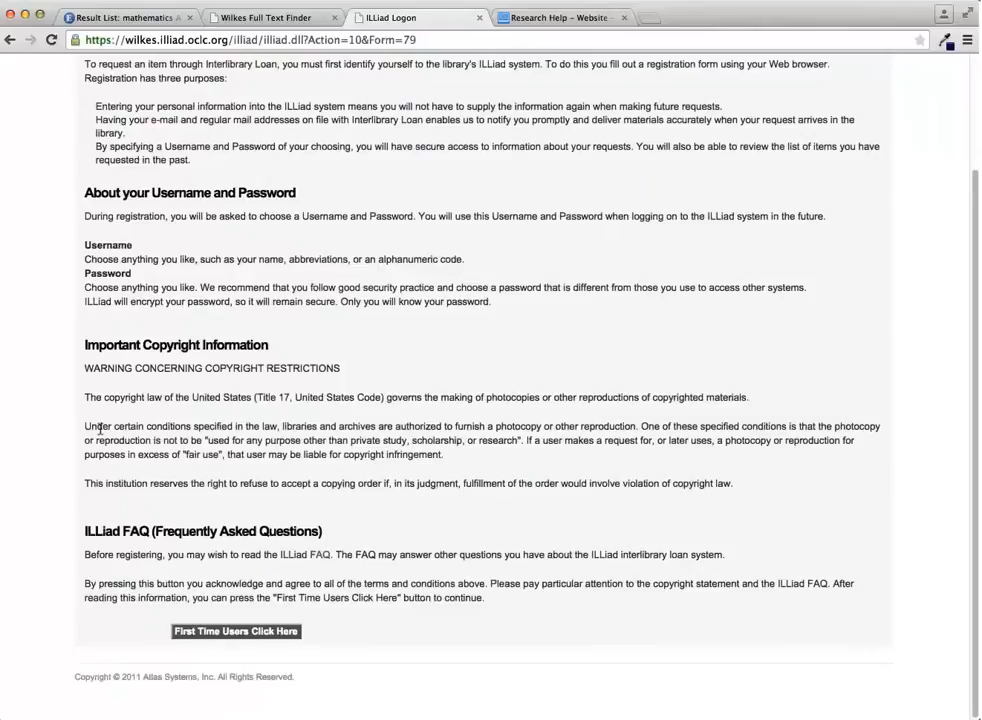 Result List: mathematics A
Wilkes Full Text Finder
ILLiad Logon
Research Help – Website -
https://wilkes.illiad.oclc.org/illiad/illiad.dll?Action=10&Form=79
To request an item through Interlibrary Loan, you must first identify yourself to the library's ILLiad system. To do this you fill out a registration form using your Web browser.
Registration has three purposes:
Entering your personal information into the ILLiad system means you will not have to supply the information again when making future requests.
Having your e-mail and regular mail addresses on file with Interlibrary Loan enables us to notify you promptly and deliver materials accurately when your request arrives in the
library.
By specifying a Username and Password of your choosing, you will have secure access to information about your requests. You will also be able to review the list of items you have
requested in the past.
About your Username and Password
During registration, you will be asked to choose a Username and Password. You will use this Username and Password when logging on to the ILLiad system in the future.
Username
Choose anything you like, such as your name, abbreviations, or an alphanumeric code.
Password
Choose anything you like. We recommend that you follow good security practice and choose a password that is different from those you use to access other systems.
ILLiad will encrypt your password, so it will remain secure. Only you will know your password.
Important Copyright Information
WARNING CONCERNING COPYRIGHT RESTRICTIONS
The copyright law of the United States (Title 17, United States Code) governs the making of photocopies or other reproductions of copyrighted materials.
Under certain conditions specified in the law, libraries and archives are authorized to furnish a photocopy or other reproduction. One of these specified conditions is that the photocopy
or reproduction is not to be "used for any purpose other than private study, scholarship, or research". If a user makes a request for, or later uses, a photocopy or reproduction for
purposes in excess of "fair use", that user may be liable for copyright infringement.
This institution reserves the right to refuse to accept a copying order if, in its judgment, fulfillment of the order would involve violation of copyright law.
ILLiad FAQ (Frequently Asked Questions)
Before registering, you may wish to read the ILLiad FAQ. The FAQ may answer other questions you have about the ILLiad interlibrary loan system.
By pressing this button you acknowledge and agree to all of the terms and conditions above. Please pay particular attention to the copyright statement and the ILLiad FAQ. After
reading this information, you can press the "First Time Users Click Here" button to continue.
First Time Users Click Here
Copyright © 2011 Atlas Systems, Inc. All Rights Reserved.